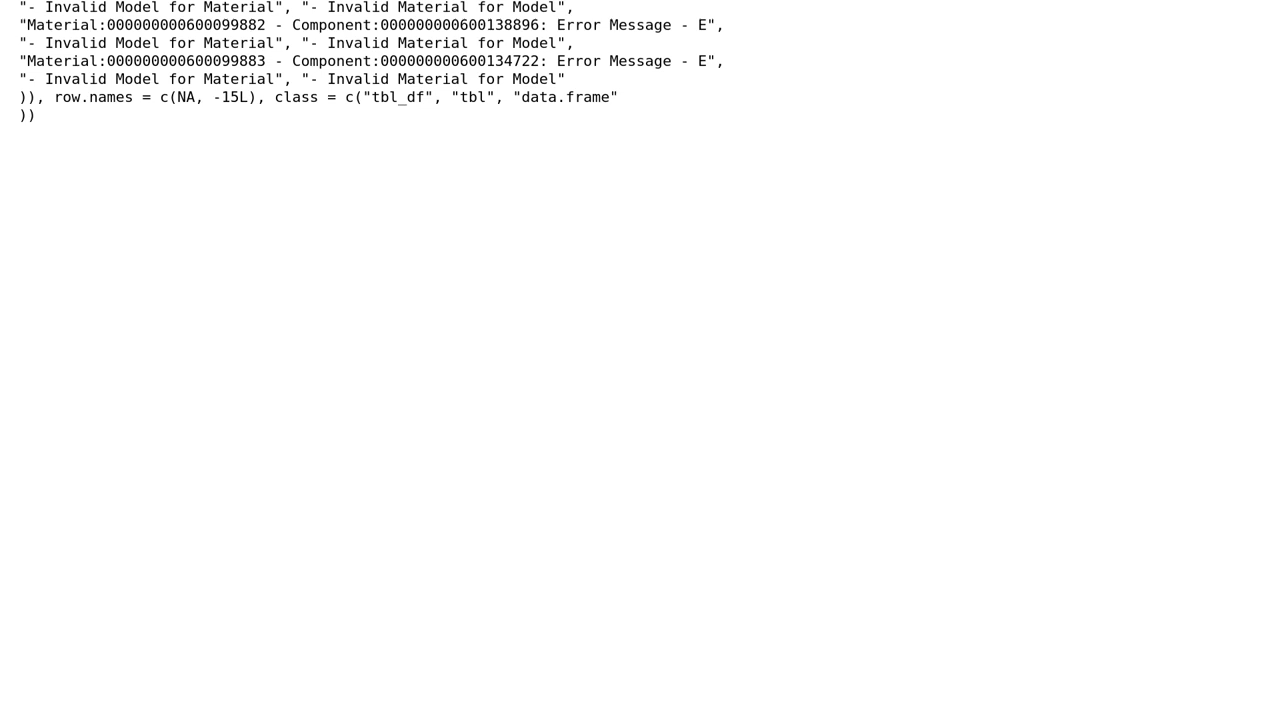 "- Invalid Model for Material", "- Invalid Material for Model",
"Material:000000000600099882 - Component:000000000600138896: Error Message - E",
"- Invalid Model for Material", "- Invalid Material for Model",
"Material:000000000600099883 - Component:000000000600134722: Error Message - E",
"- Invalid Model for Material", "- Invalid Material for Model"
)), row.names = c(NA, -15L), class = c("tbl_df", "tbl", "data.frame"
))